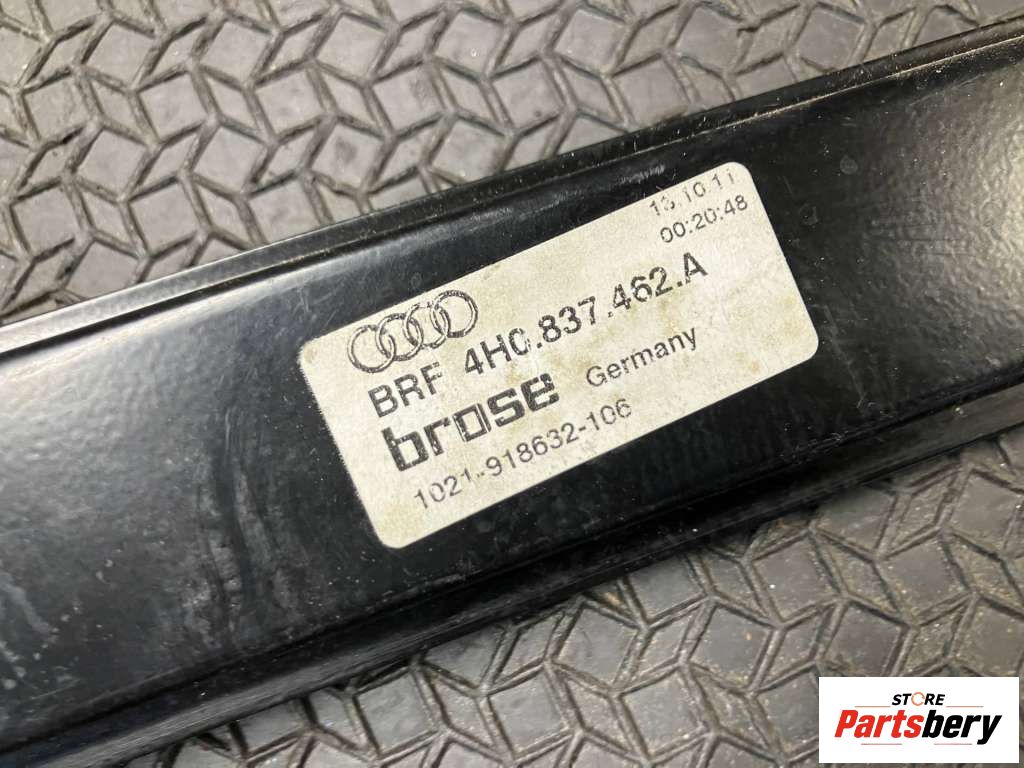 13.10.11
00:20:48
BRF 4H0.837.462.A
brose Germany
1021-918632-106
STORE
Partsbery